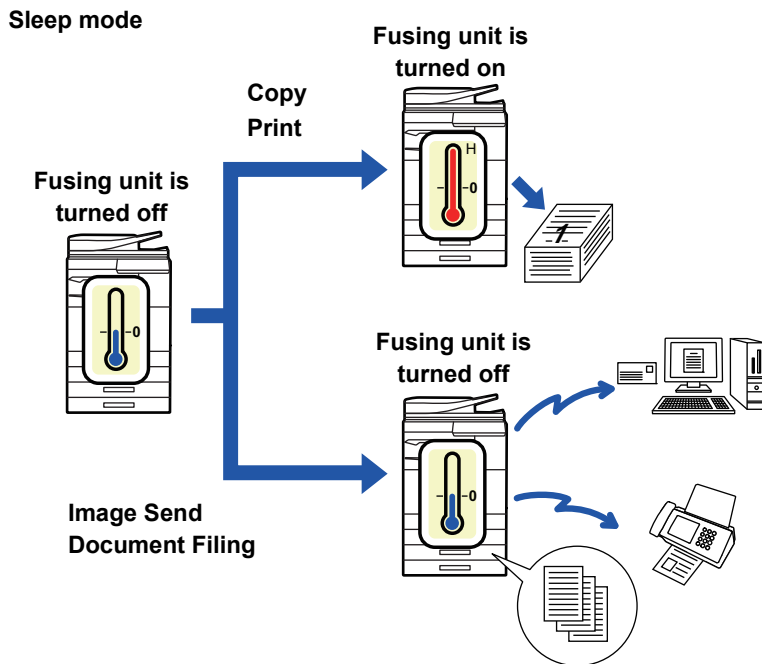 Sleep mode
Fusing unit is
turned on
Copy
Print
H
0
1
Fusing unit is
turned off
0
Fusing unit is
turned off
0
Image Send
Document Filing